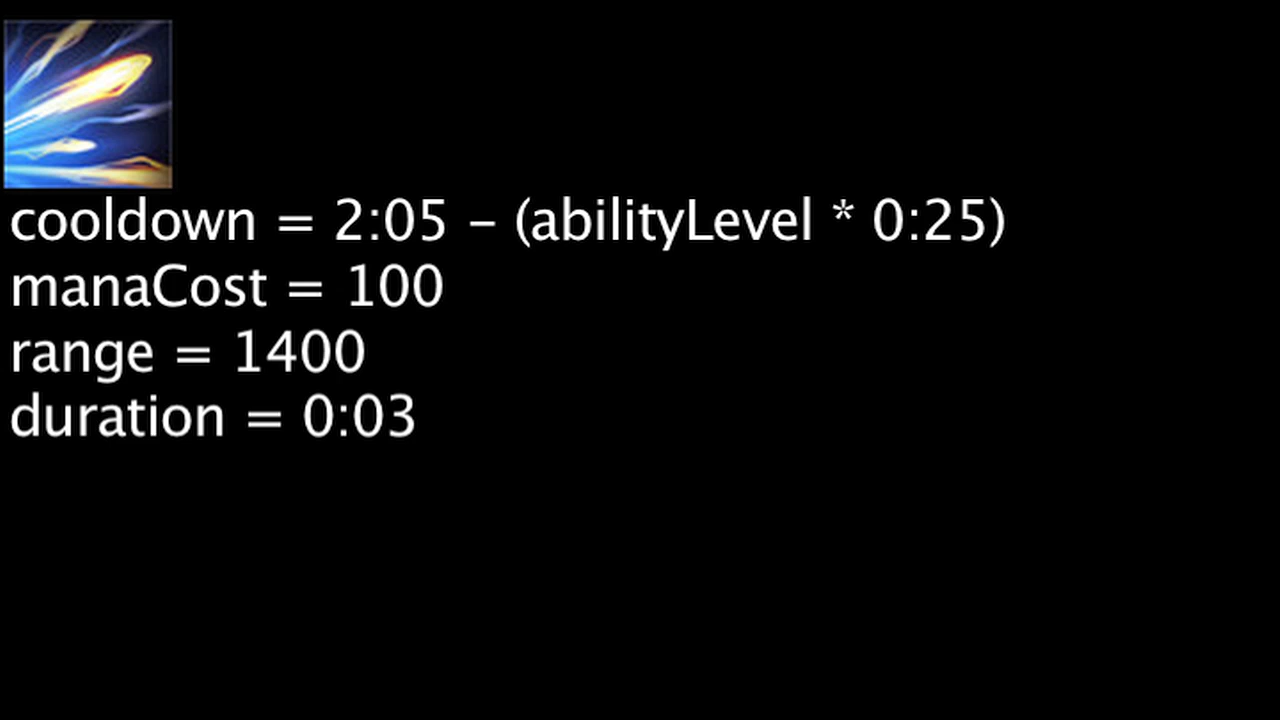 cooldown = 2:05 – (abilityLevel * 0:25)
manaCost = 100
range = 1400
duration = 0:03